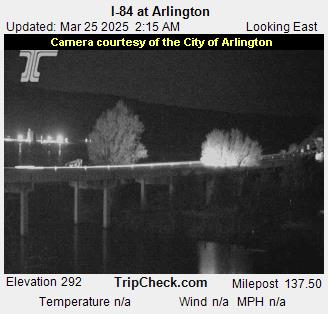 I-84 at Arlington
Updated: Mar 25 2025 2:15 AM Looking East
Camera courtesy of the City of Arlington
Elevation 292 TripCheck.com Milepost 137.50
Temperature n/a Wind n/a MPH n/a